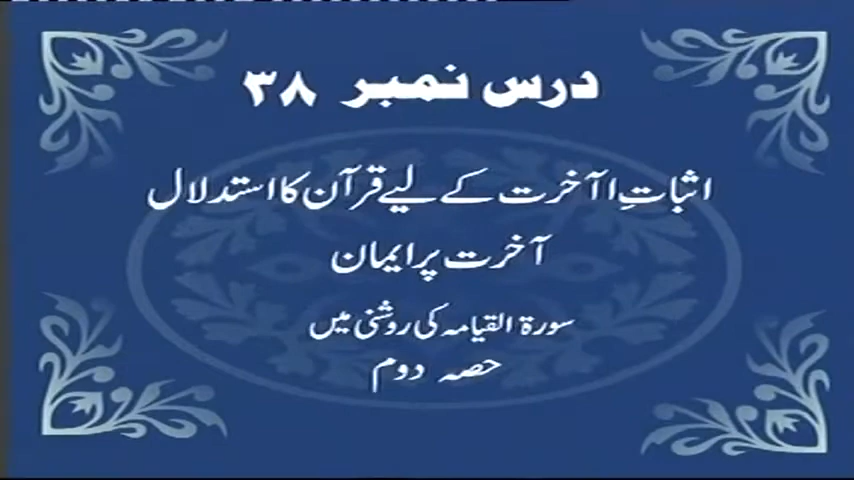 درس نمبر ۳۸
اثباتِ اآخرت کے لیے قرآن کا استدلال
آخرت پر ایمان
سورۃ القیامہ کی روشنی میں
حصہ دوم